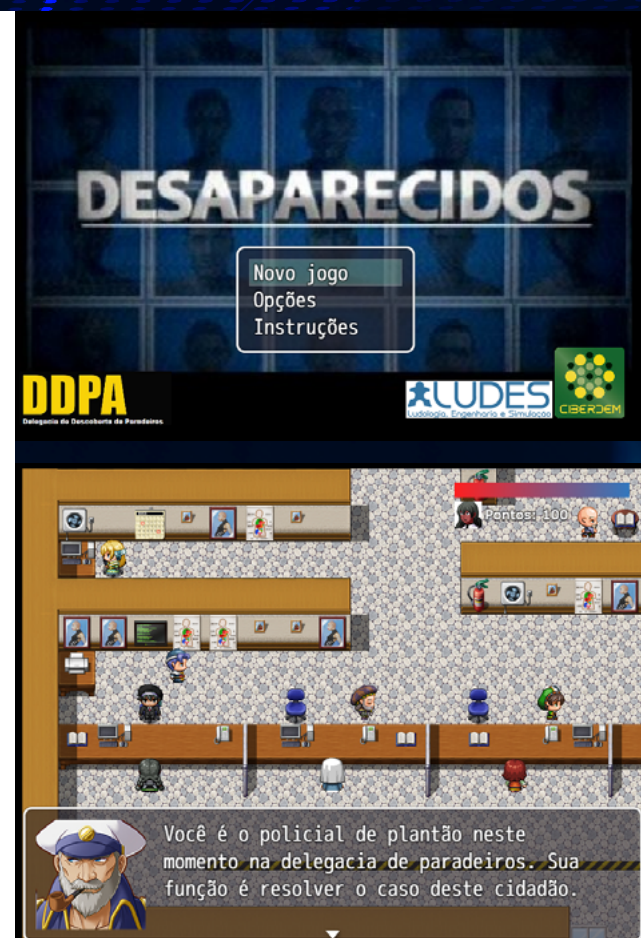 DESAPARECIDOS
Novo jogo
Opções
Instruções
DDPA
Delegacia de Descoberta de Paradeiros
LUDES
Ludologia, Engenharia e Simulação
CIBERDEM
Pontos: 100
Você é o policial de plantão neste
momento na delegacia de paradeiros. Sua
função é resolver o caso deste cidadão.